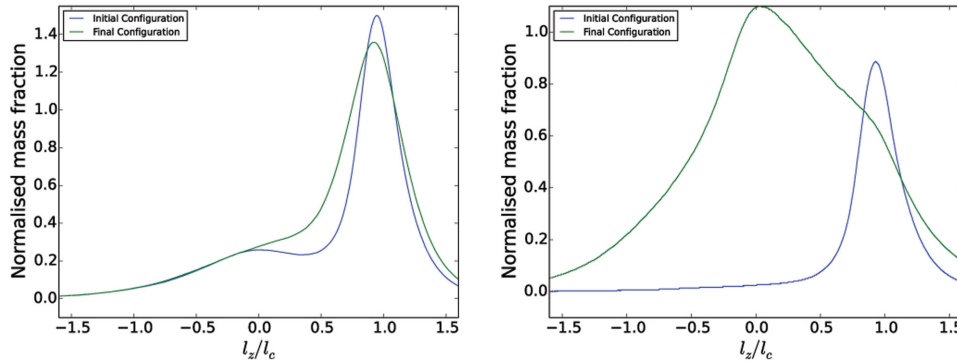 Initial Configuration
Final Configuration
Normalised mass fraction
1.4
1.2
1.0
0.8
0.6
0.4
0.2
0.0
−1.5 −1.0 −0.5 0.0 0.5 1.0 1.5
l_z/l_c
Initial Configuration
Final Configuration
Normalised mass fraction
1.0
0.8
0.6
0.4
0.2
0.0
−1.5 −1.0 −0.5 0.0 0.5 1.0 1.5
l_z/l_c